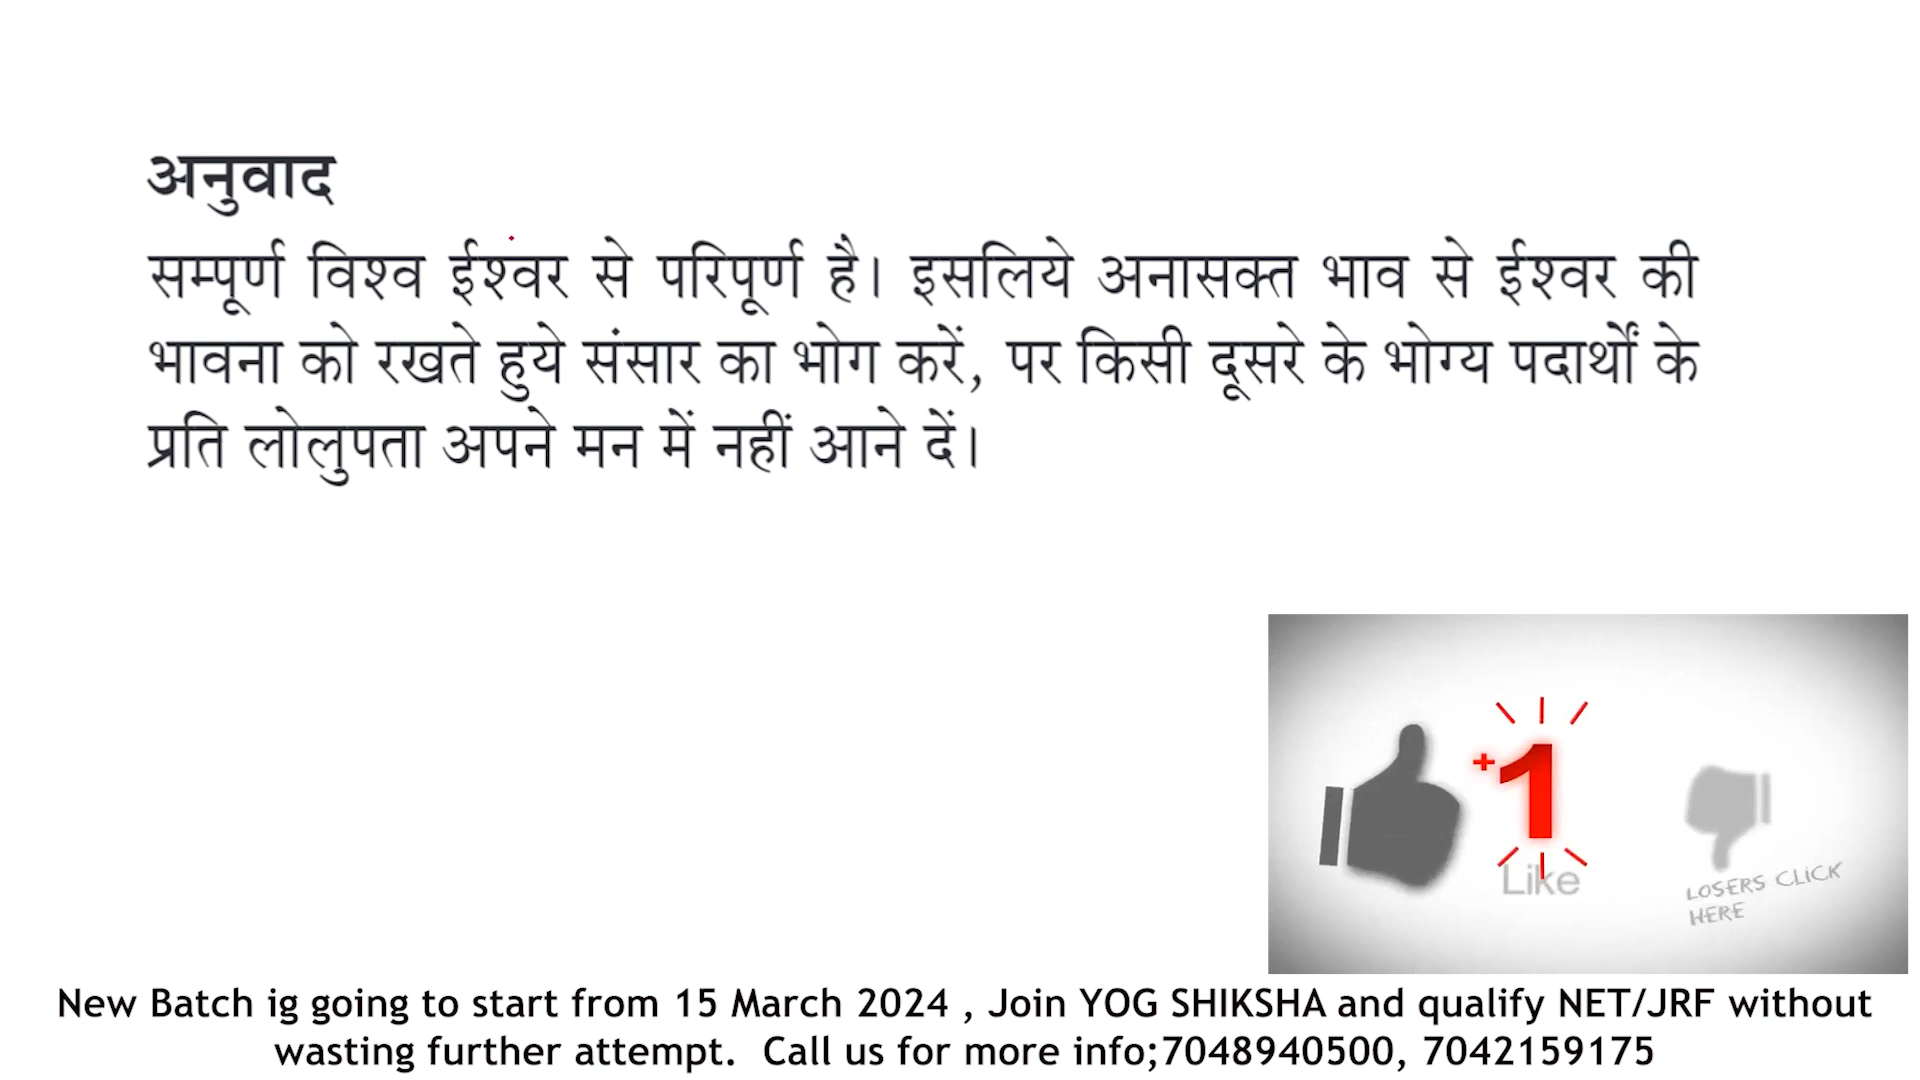 अनुवाद
सम्पूर्ण विश्व ईश्वर से परिपूर्ण है। इसलिये अनासक्त भाव से ईश्वर की
भावना को रखते हुये संसार का भोग करें, पर किसी दूसरे के भोग्य पदार्थों के
प्रति लोलुपता अपने मन में नहीं आने दें।
+1
Like
LOSERS CLICK
HERE
New Batch ig going to start from 15 March 2024 , Join YOG SHIKSHA and qualify NET/JRF without
wasting further attempt.  Call us for more info;7048940500, 7042159175